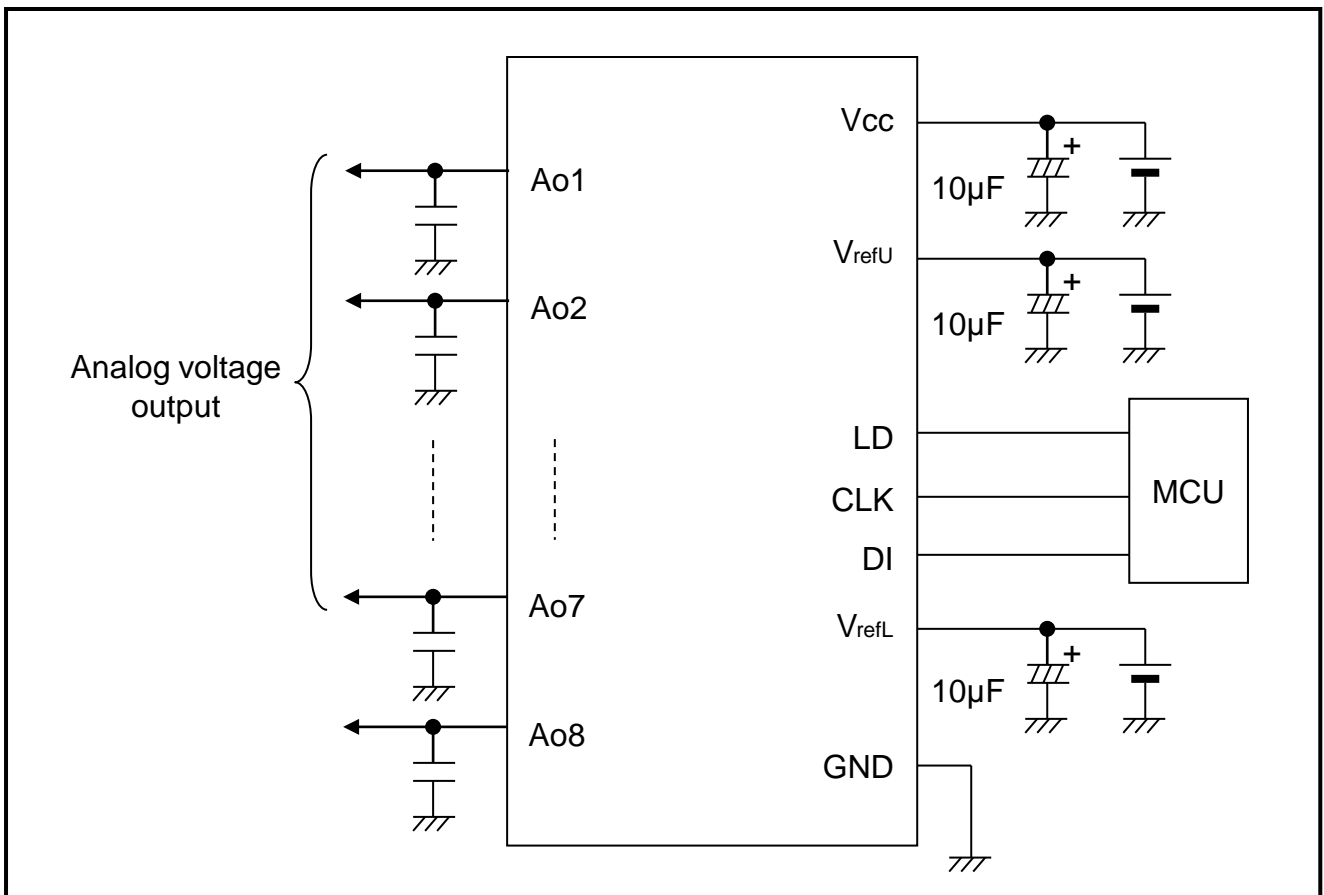 Analog voltage
output
Ao1
Ao2
Ao7
Ao8
Vcc
VrefU
LD
CLK
DI
VrefL
GND
+
10µF
+
10µF
MCU
+
10µF